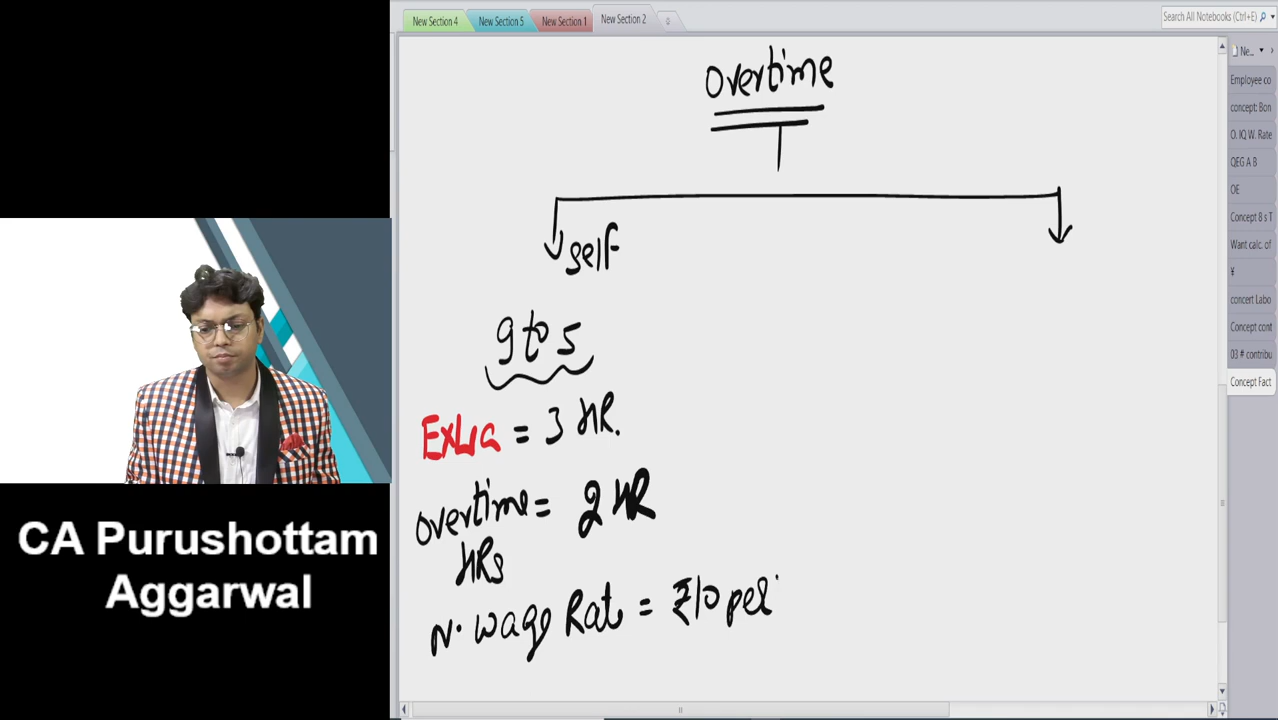 New Section 4
New Section 5
New Section 1
New Section 2
Search All Notebooks (Ctrl+E)
Ne...
Employee co
concept: Bon
O. IQ W. Rate
QEG A B
OE
Concept 8 s T
Want calc. of
¥
concert Labo
Concept cont
03 # contribu
Concept Fact
Overtime
Self
9 to 5
Extra = 3 HR.
Overtime = 2 HR
HRs
N. wage Rate = ₹10 per
CA Purushottam
Aggarwal